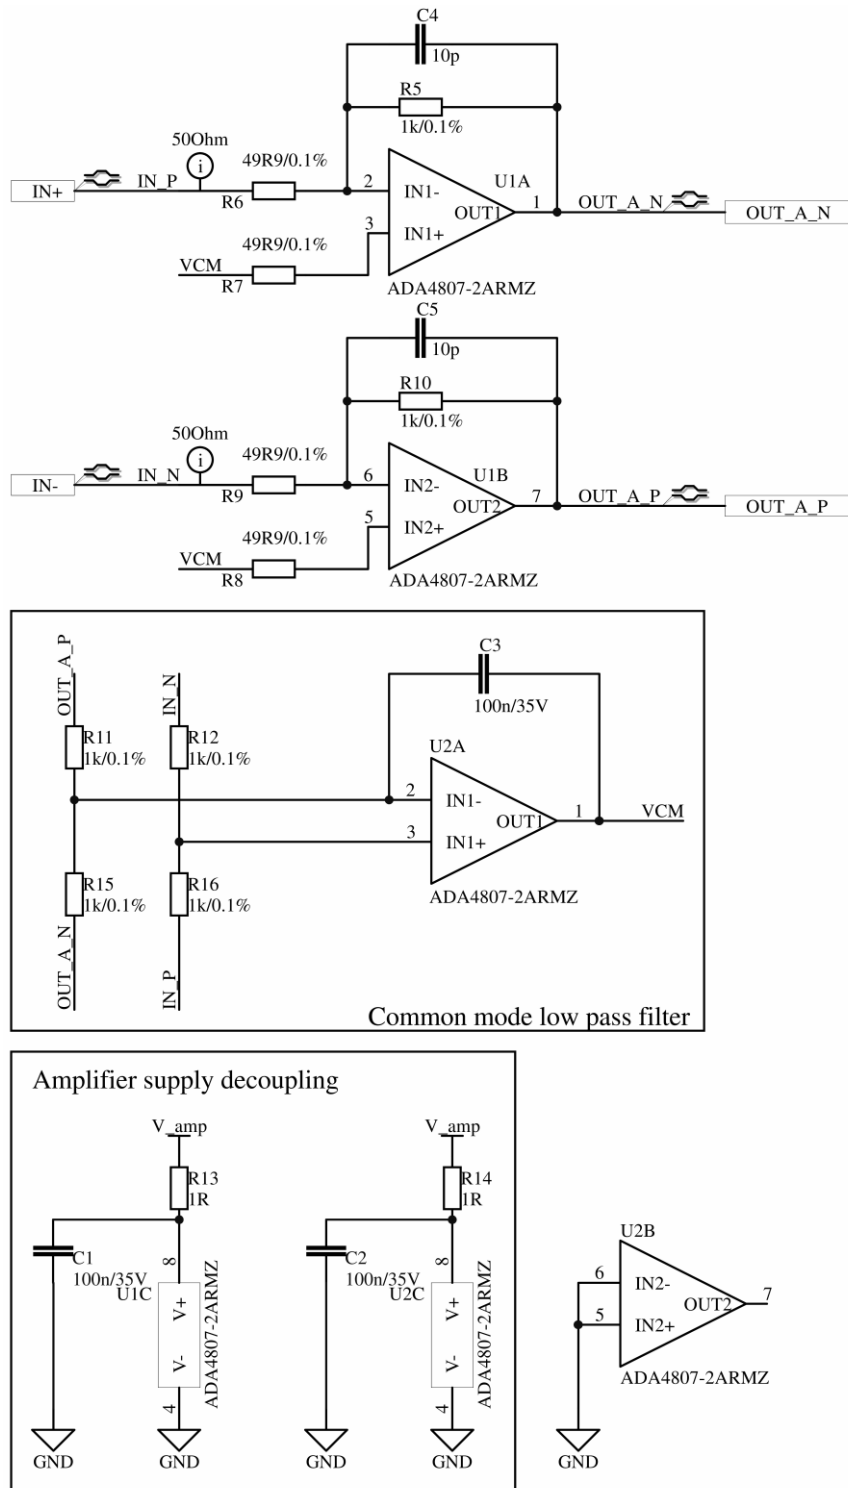 C4
10p
R5
1k/0.1%
50Ohm
i
49R9/0.1%
IN+
IN_P
R6
2
IN1-
U1A
OUT1
1
OUT_A_N
OUT_A_N
49R9/0.1%
3
IN1+
VCM
R7
ADA4807-2ARMZ
C5
10p
R10
1k/0.1%
50Ohm
i
49R9/0.1%
IN-
IN_N
R9
6
IN2-
U1B
OUT2
7
OUT_A_P
OUT_A_P
49R9/0.1%
5
IN2+
VCM
R8
ADA4807-2ARMZ
OUT_A_P
IN_N
C3
100n/35V
R11
1k/0.1%
R12
1k/0.1%
U2A
2
IN1-
OUT1
1
VCM
3
IN1+
R15
1k/0.1%
R16
1k/0.1%
ADA4807-2ARMZ
OUT_A_N
IN_P
Common mode low pass filter
Amplifier supply decoupling
V_amp
R13
1R
C1
100n/35V
U1C
8
V+
V-
4
ADA4807-2ARMZ
GND
GND
V_amp
R14
1R
C2
100n/35V
U2C
8
V+
V-
4
ADA4807-2ARMZ
GND
GND
U2B
6
IN2-
OUT2
7
5
IN2+
ADA4807-2ARMZ
GND